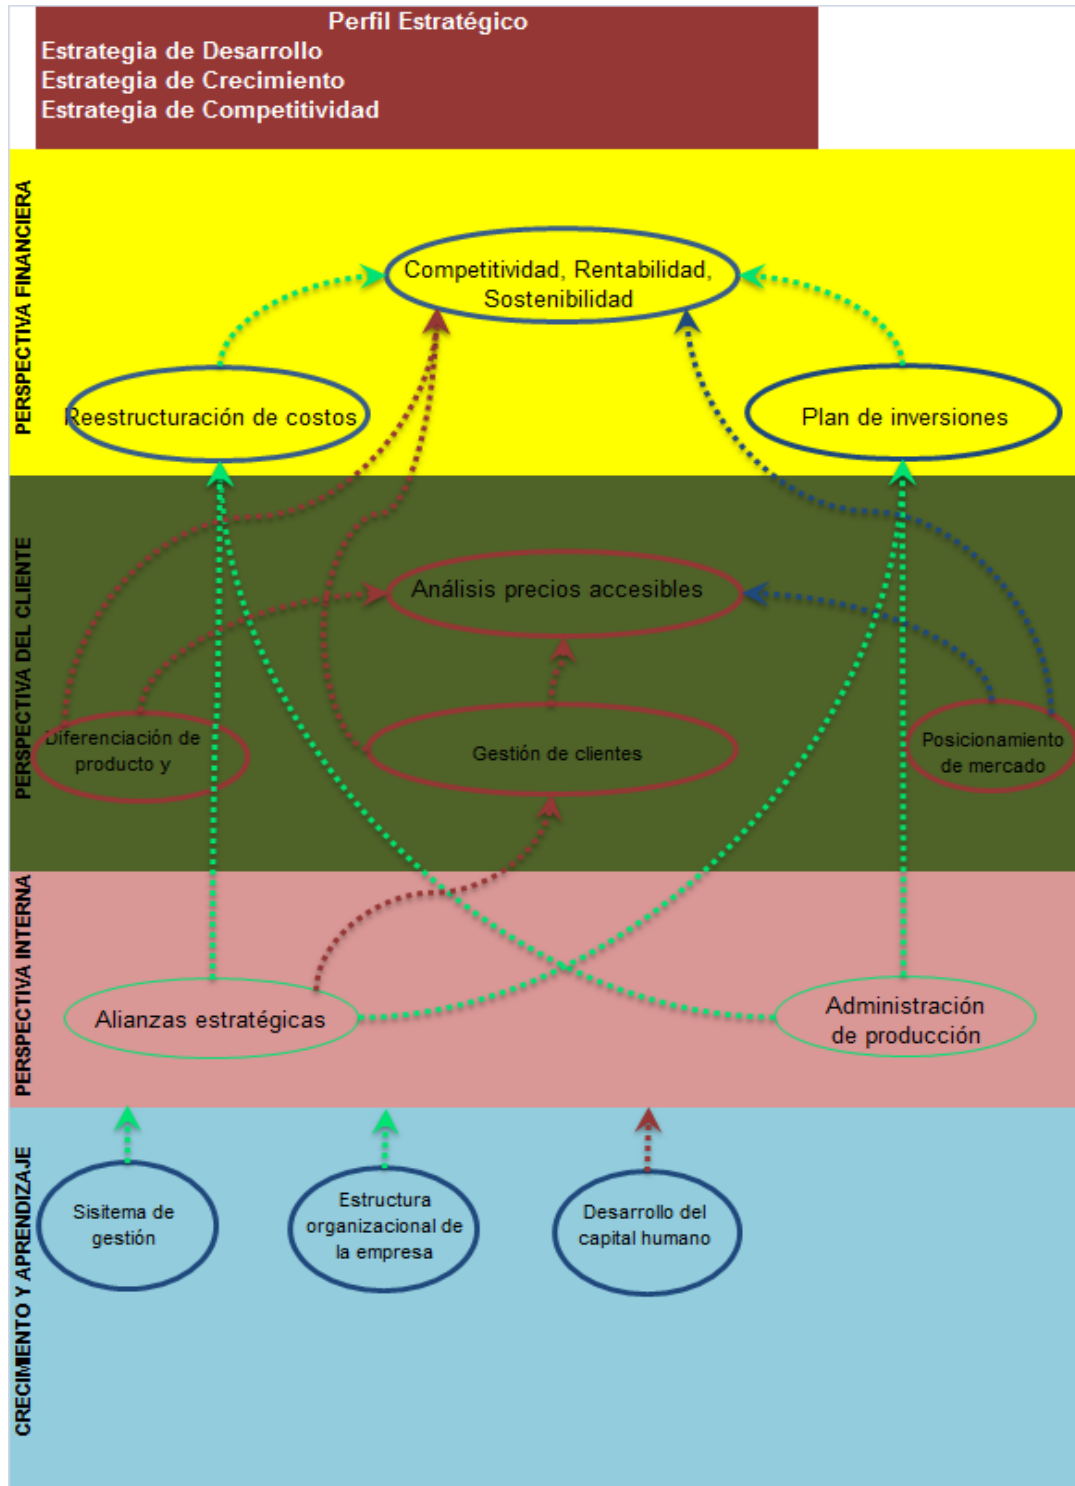 Perfil Estratégico
Estrategia de Desarrollo
Estrategia de Crecimiento
Estrategia de Competitividad
PERSPECTIVA FINANCIERA
Competitividad, Rentabilidad,
Sostenibilidad
Reestructuración de costos
Plan de inversiones
PERSPECTIVA DEL CLIENTE
Análisis precios accesibles
Diferenciación de
producto y
Gestión de clientes
Posicionamiento
de mercado
PERSPECTIVA INTERNA
Alianzas estratégicas
Administración
de producción
CRECIMIENTO Y APRENDIZAJE
Sisitema de
gestión
Estructura
organizacional de
la empresa
Desarrollo del
capital humano